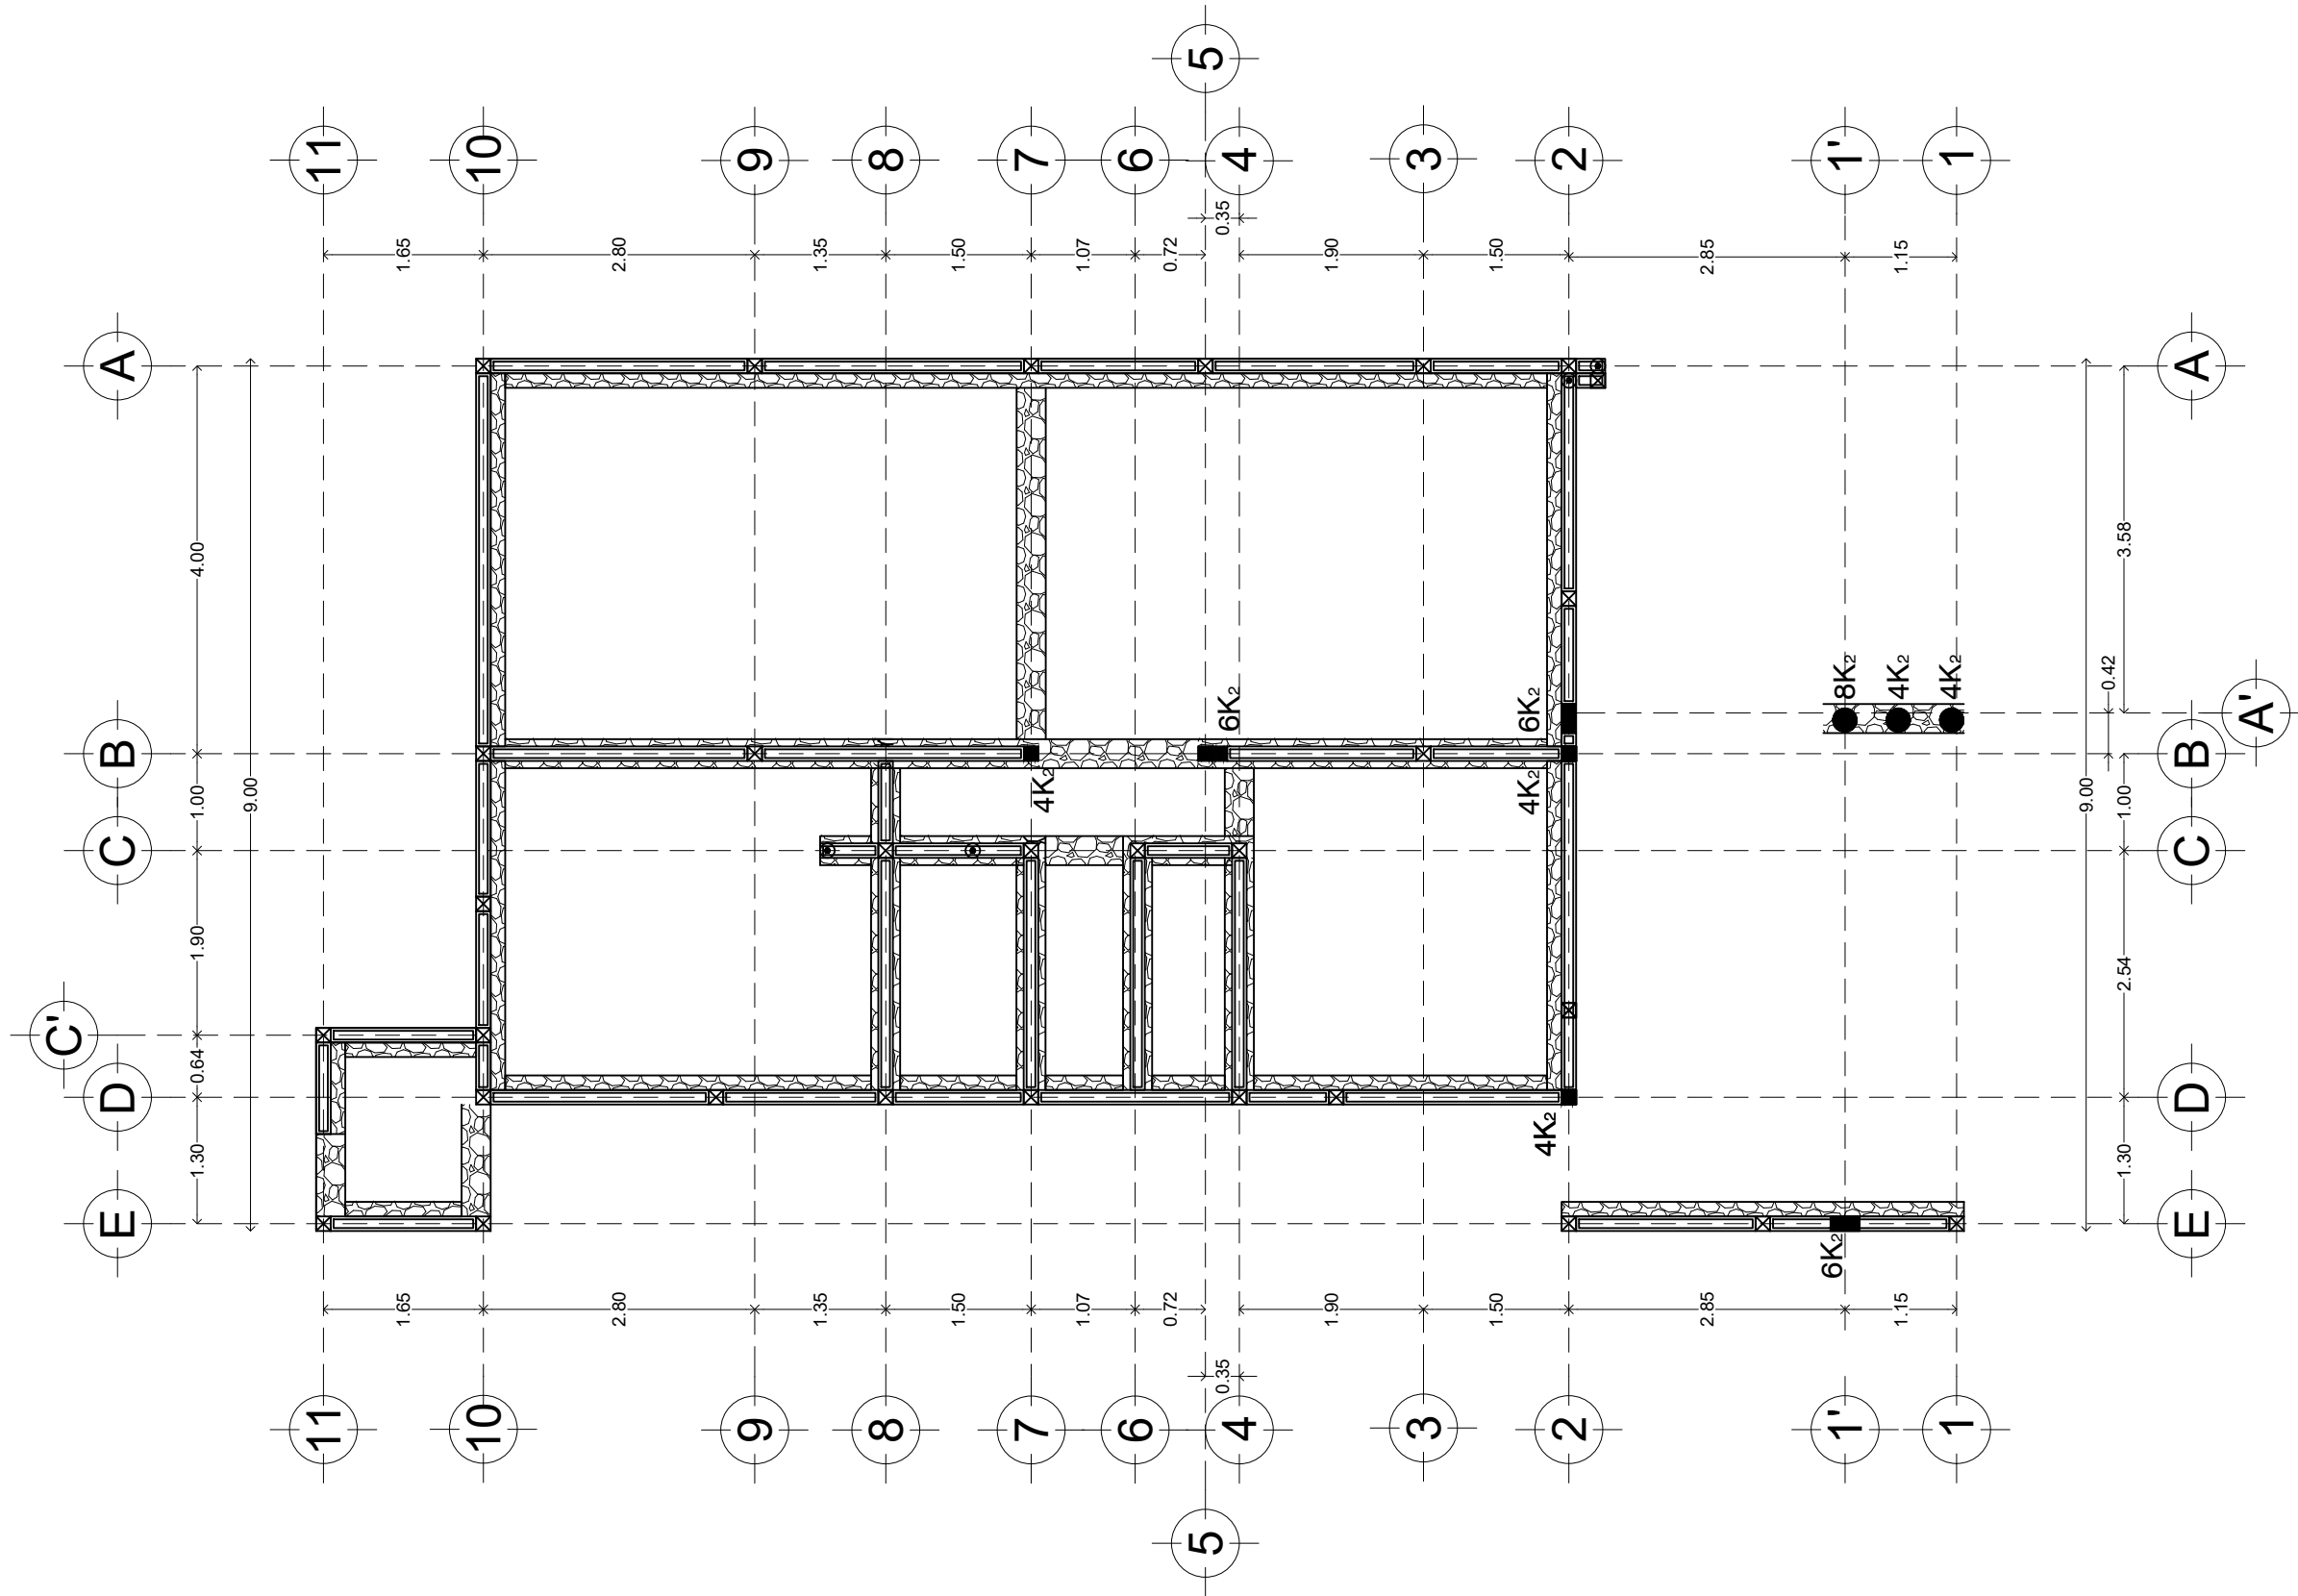 5
11
10
9
8
7
6
4
3
2
1'
1
0.35
1.65
2.80
1.35
1.50
1.07
0.72
1.90
1.50
2.85
1.15
A
A
4.00
3.58
8K₂
4K₂
4K₂
0.42
6K₂
6K₂
A'
B
B
9.00
9.00
1.00
1.00
4K₂
4K₂
C
C
1.90
2.54
C'
0.64
D
D
4K₂
1.30
1.30
E
E
6K₂
1.65
2.80
1.35
1.50
1.07
0.72
1.90
1.50
2.85
1.15
0.35
11
10
9
8
7
6
4
3
2
1'
1
5